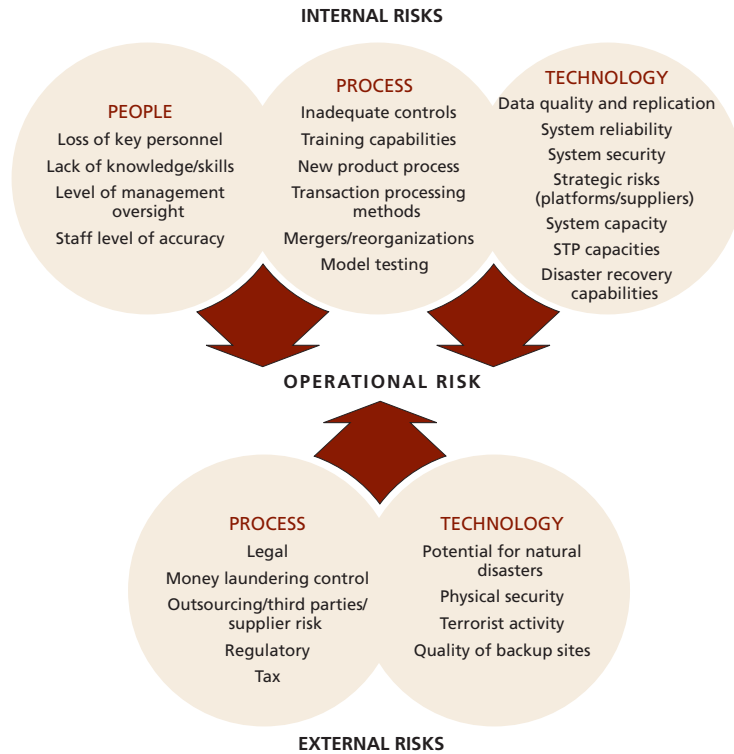 INTERNAL RISKS
PEOPLE
Loss of key personnel
Lack of knowledge/skills
Level of management
oversight
Staff level of accuracy
PROCESS
Inadequate controls
Training capabilities
New product process
Transaction processing
methods
Mergers/reorganizations
Model testing
TECHNOLOGY
Data quality and replication
System reliability
System security
Strategic risks
(platforms/suppliers)
System capacity
STP capacities
Disaster recovery
capabilities
OPERATIONAL RISK
PROCESS
Legal
Money laundering control
Outsourcing/third parties/
supplier risk
Regulatory
Tax
TECHNOLOGY
Potential for natural
disasters
Physical security
Terrorist activity
Quality of backup sites
EXTERNAL RISKS